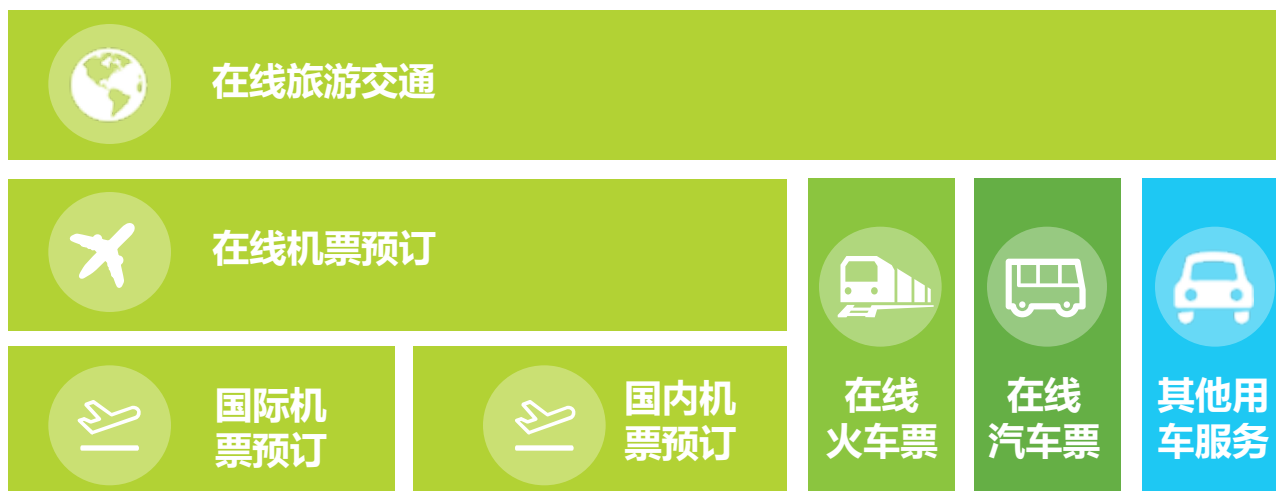 在线旅游交通
在线机票预订
国际机
票预订
国内机
票预订
在线
火车票
在线
汽车票
其他用
车服务